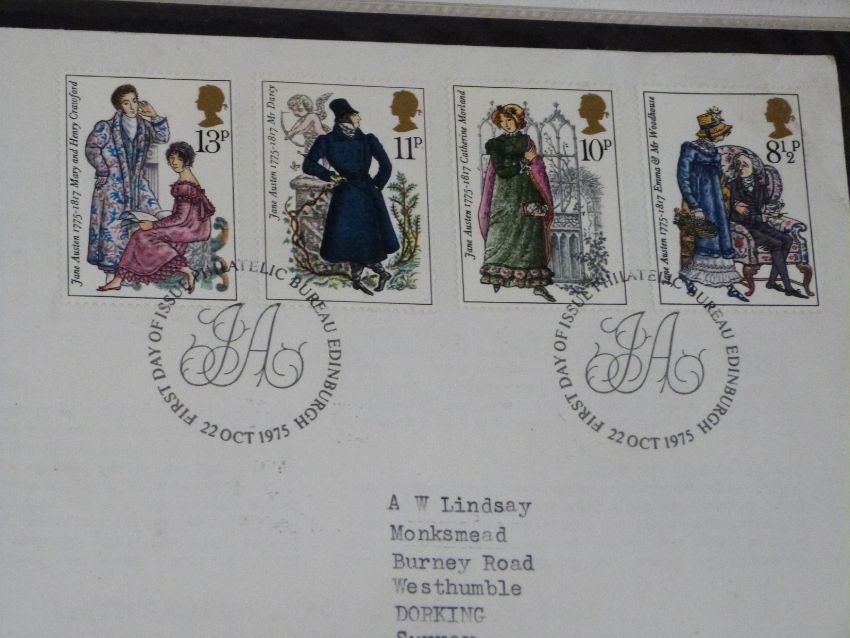 Jane Austen 1775-1817 Mary and Henry Crawford
13P
Jane Austen 1775-1817 Mr Darcy
11P
Jane Austen 1775-1817 Catherine Morland
10P
Jane Austen 1775-1817 Emma & Mr Woodhouse
8½P
FIRST DAY OF ISSUE PHILATELIC BUREAU EDINBURGH
JA
22 OCT 1975
FIRST DAY OF ISSUE PHILATELIC BUREAU EDINBURGH
JA
22 OCT 1975
A W Lindsay
Monksmead
Burney Road
Westhumble
DORKING
Surrey